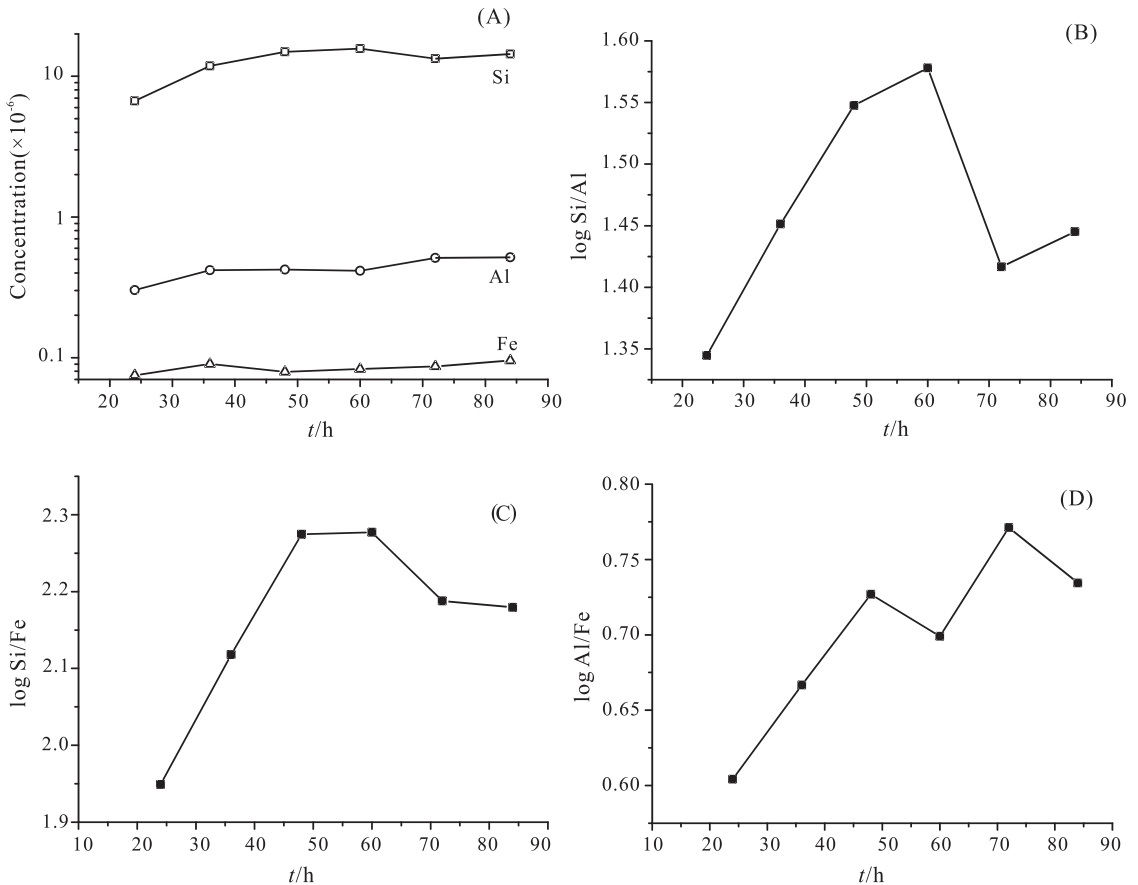 (A)
10
1
0.1
Concentration(×10⁻⁶)
Si
Al
Fe
20 30 40 50 60 70 80 90
t/h
(B)
1.60
1.55
1.50
1.45
1.40
1.35
log Si/Al
20 30 40 50 60 70 80 90
t/h
(C)
2.3
2.2
2.1
2.0
1.9
log Si/Fe
10 20 30 40 50 60 70 80 90
t/h
(D)
0.80
0.75
0.70
0.65
0.60
log Al/Fe
10 20 30 40 50 60 70 80 90
t/h